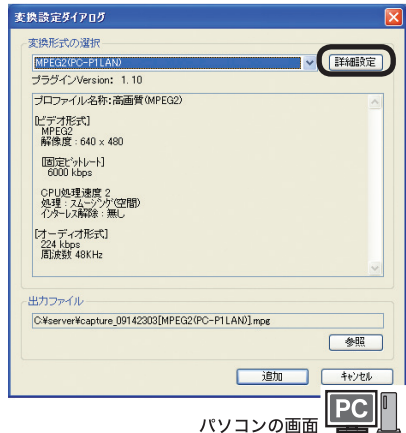 変換設定ダイアログ
変換形式の選択
MPEG2(PC-P1LAN)
詳細設定
プラグインVersion: 1.10
プロファイル名称:高画質(MPEG2)
[ビデオ形式]
MPEG2
解像度:640 x 480
[固定ビットレート]
6000 kbps
CPU処理速度 2
処理:スムージング(空間)
インターレス解除:無し
[オーディオ形式]
224 kbps
周波数 48KHz
出力ファイル
C:¥server¥capture_09142303[MPEG2(PC-P1LAN)].mpg
参照
追加
キャンセル
パソコンの画面
PC